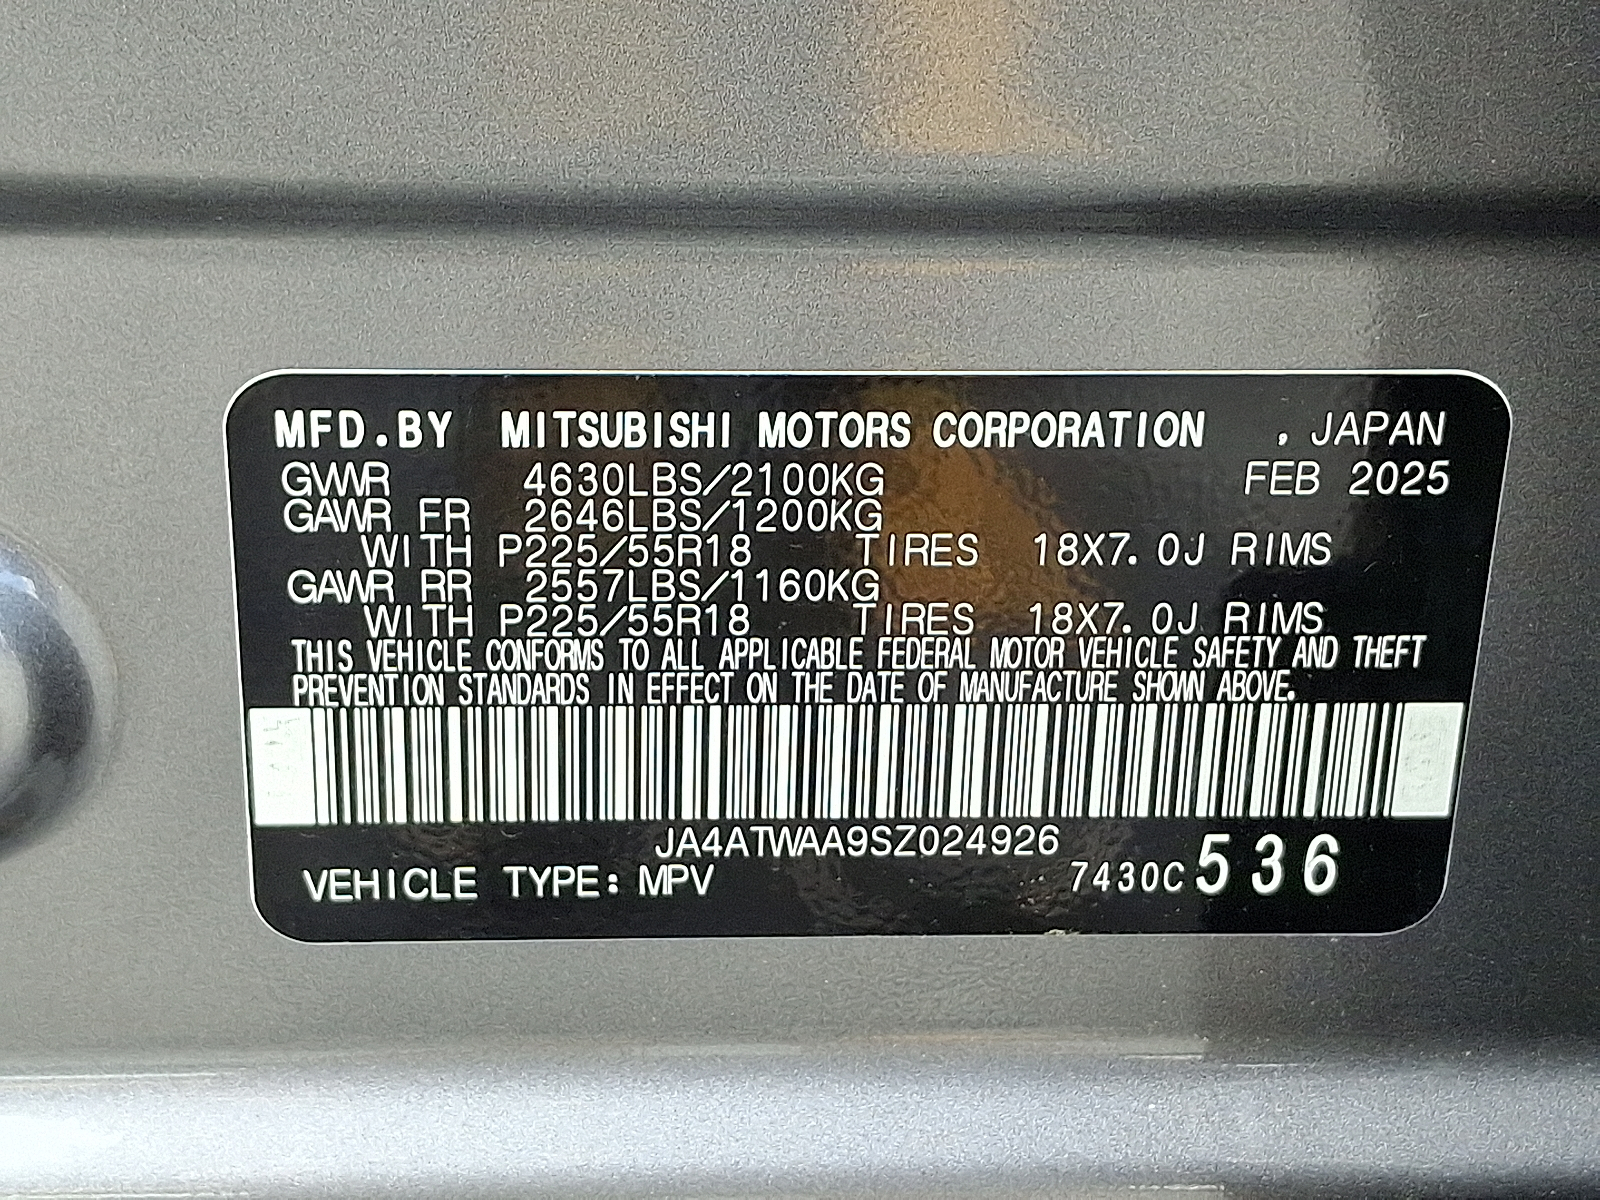 MFD.BY MITSUBISHI MOTORS CORPORATION , JAPAN
GVWR 4630LBS/2100KG FEB 2025
GAWR FR 2646LBS/1200KG
WITH P225/55R18 TIRES 18X7.0J RIMS
GAWR RR 2557LBS/1160KG
WITH P225/55R18 TIRES 18X7.0J RIMS
THIS VEHICLE CONFORMS TO ALL APPLICABLE FEDERAL MOTOR VEHICLE SAFETY AND THEFT
PREVENTION STANDARDS IN EFFECT ON THE DATE OF MANUFACTURE SHOWN ABOVE.
JA4ATWAA9SZ024926
VEHICLE TYPE: MPV 7430C 536